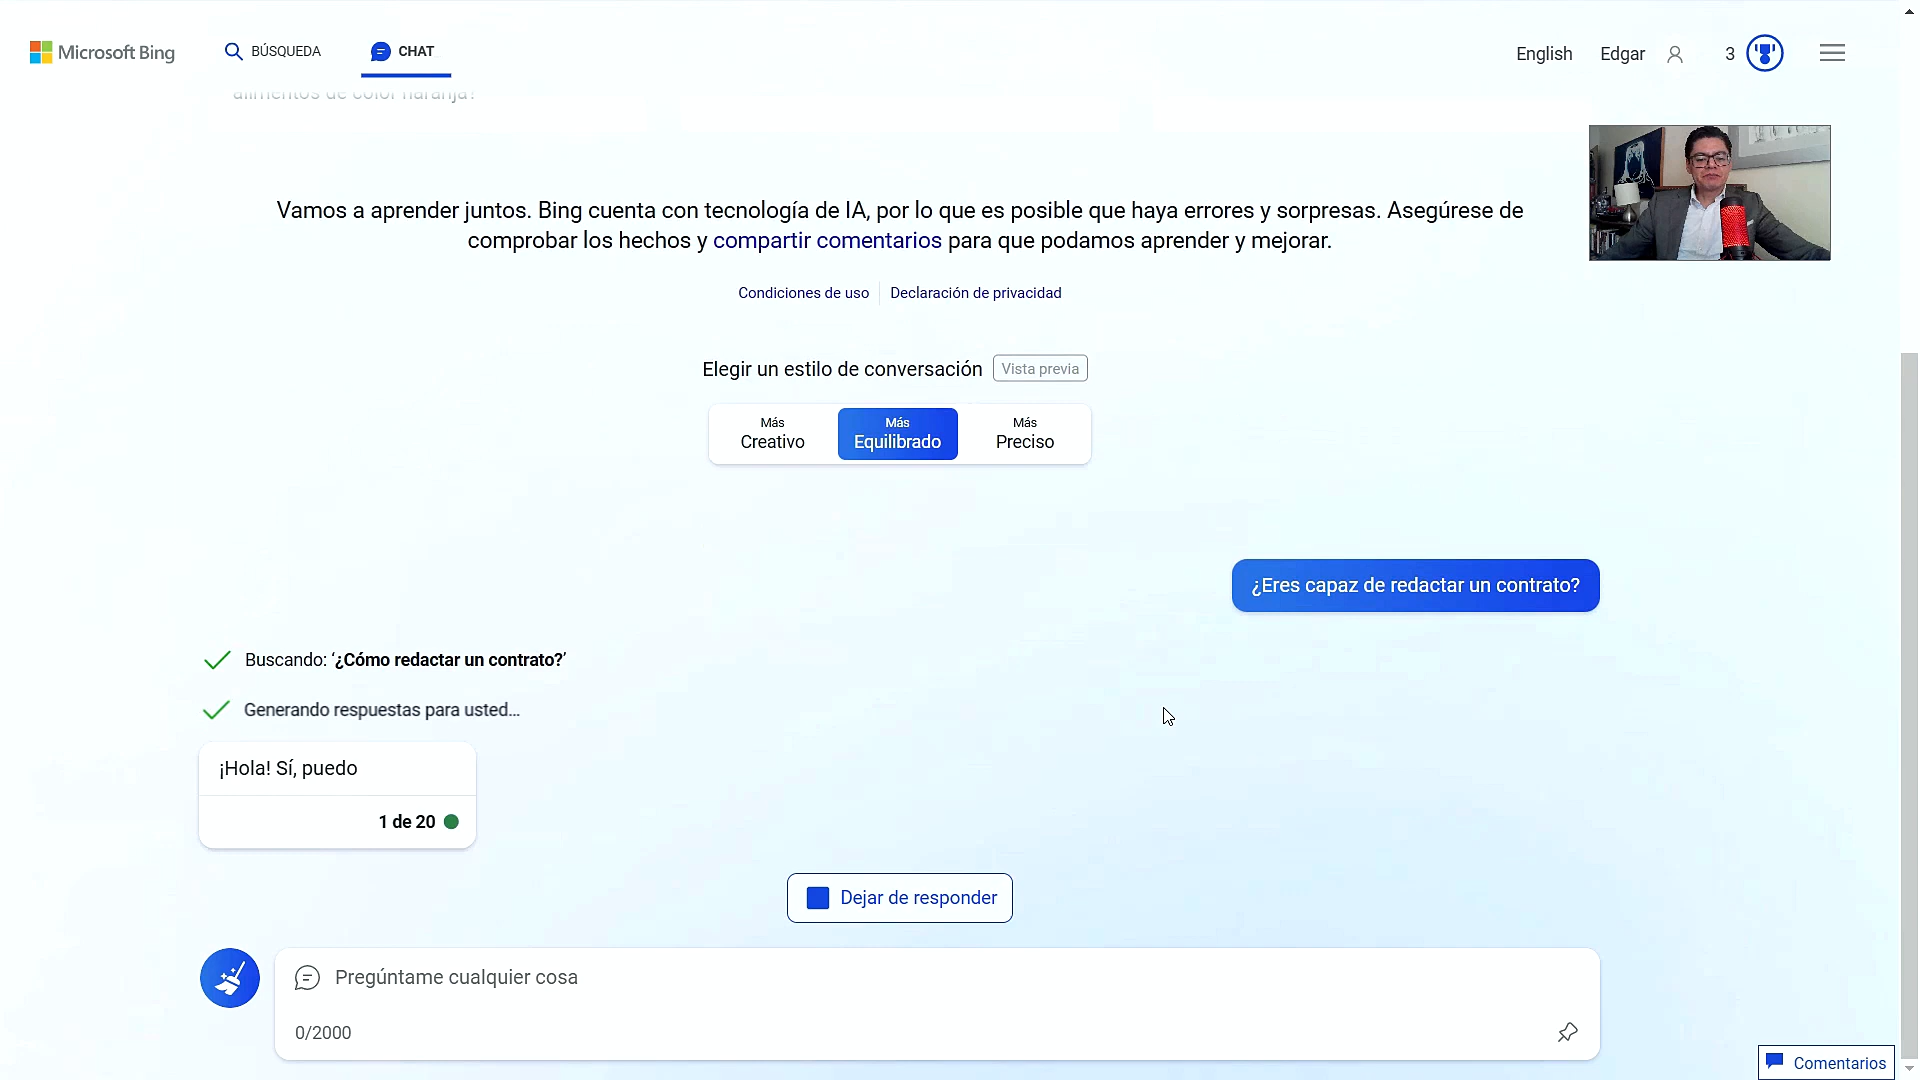 Microsoft Bing
BÚSQUEDA
CHAT
English
Edgar
3
alimentos de color naranja?
Vamos a aprender juntos. Bing cuenta con tecnología de IA, por lo que es posible que haya errores y sorpresas. Asegúrese de
comprobar los hechos y compartir comentarios para que podamos aprender y mejorar.
Condiciones de uso
Declaración de privacidad
Elegir un estilo de conversación
Vista previa
Más
Creativo
Más
Equilibrado
Más
Preciso
¿Eres capaz de redactar un contrato?
Buscando: ‘¿Cómo redactar un contrato?’
Generando respuestas para usted...
¡Hola! Sí, puedo
1 de 20
Dejar de responder
Pregúntame cualquier cosa
0/2000
Comentarios